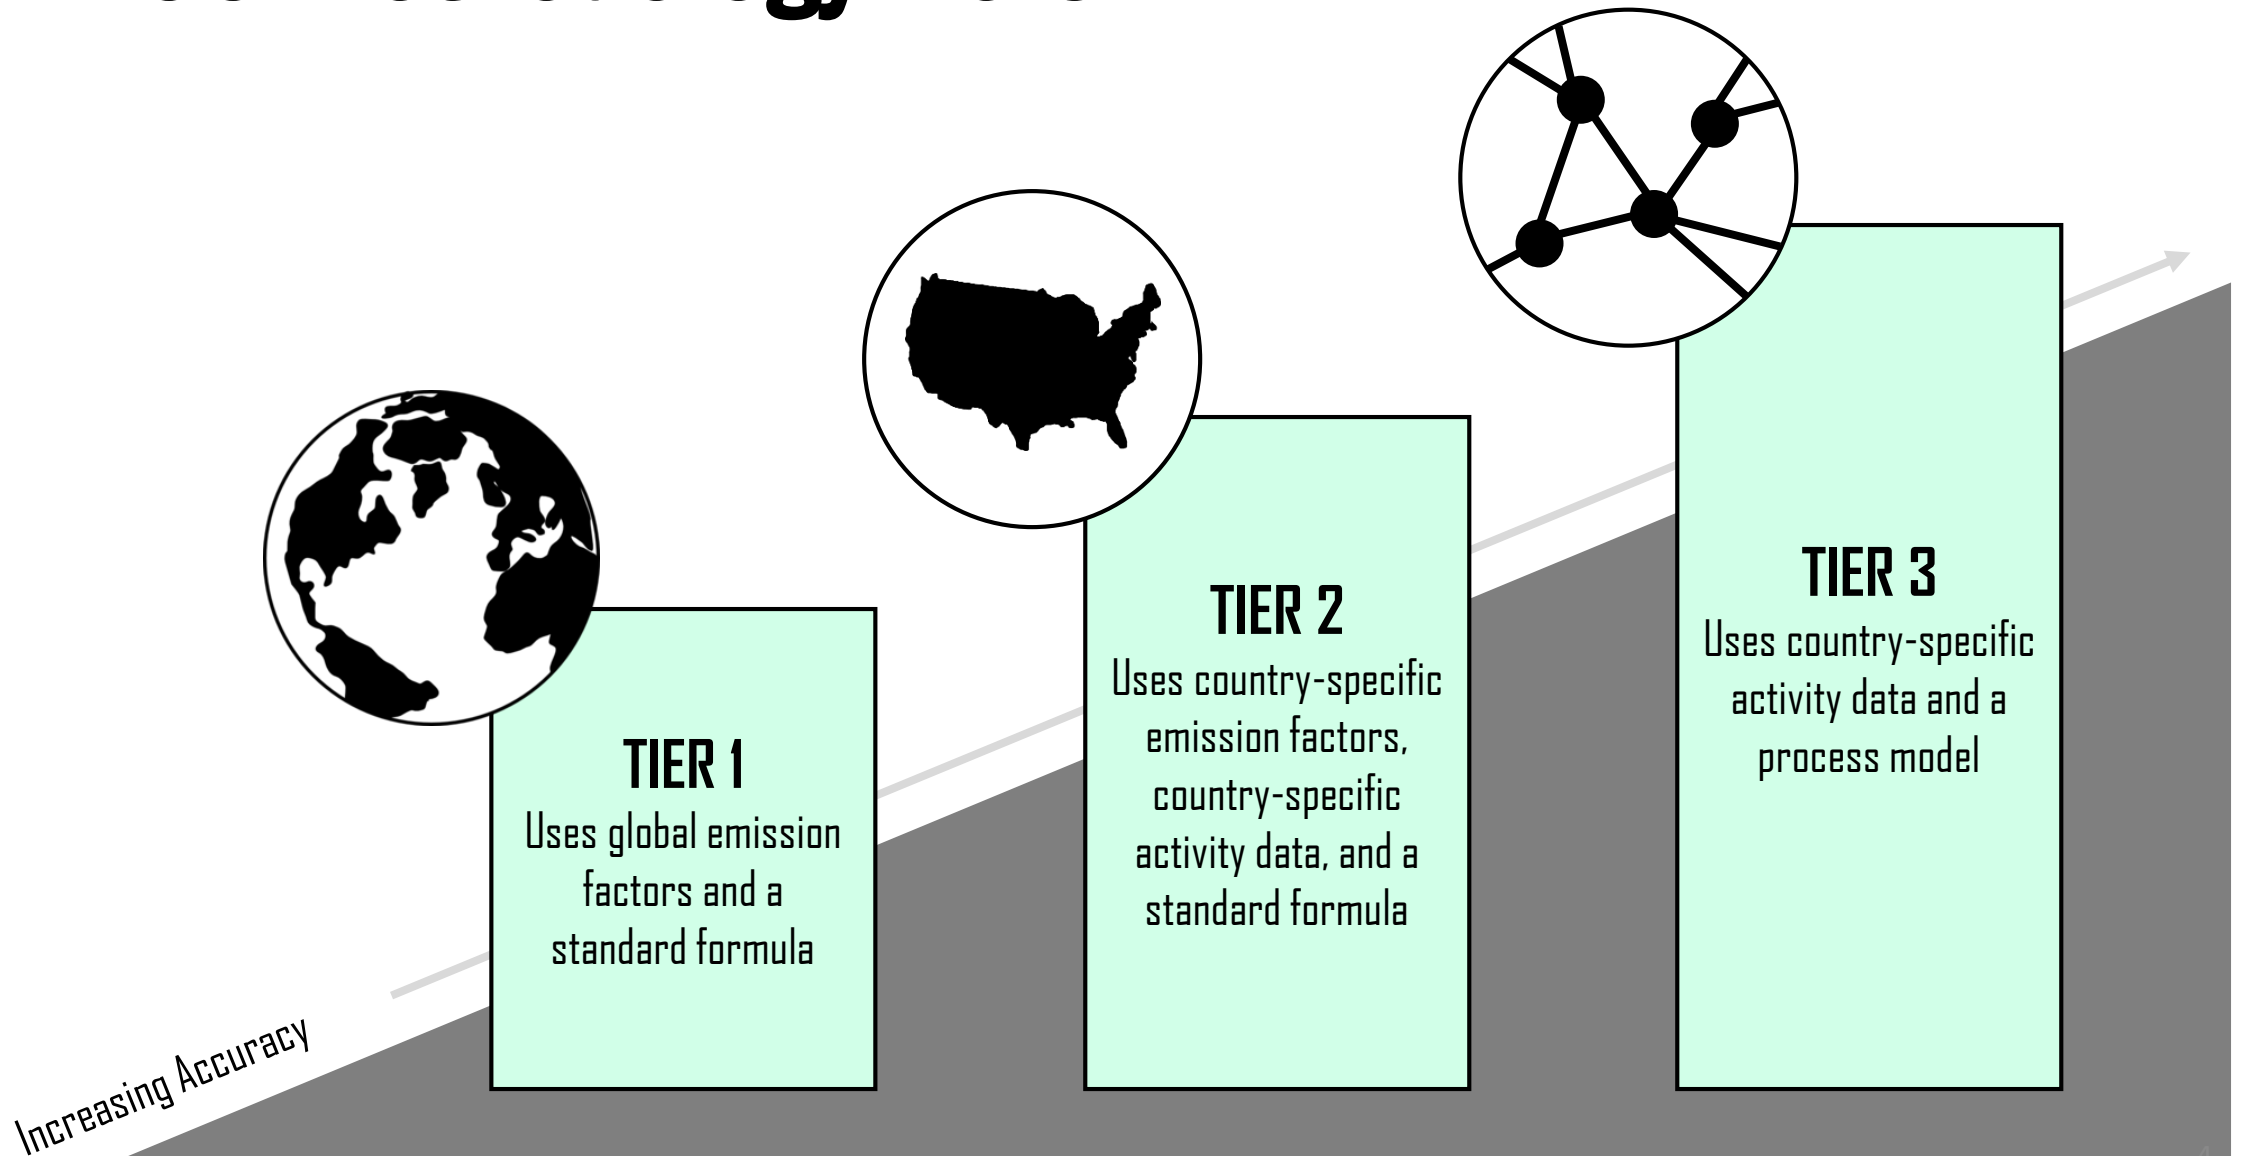 TIER 1
Uses global emission
factors and a
standard formula
TIER 2
Uses country-specific
emission factors,
country-specific
activity data, and a
standard formula
TIER 3
Uses country-specific
activity data and a
process model
Increasing Accuracy